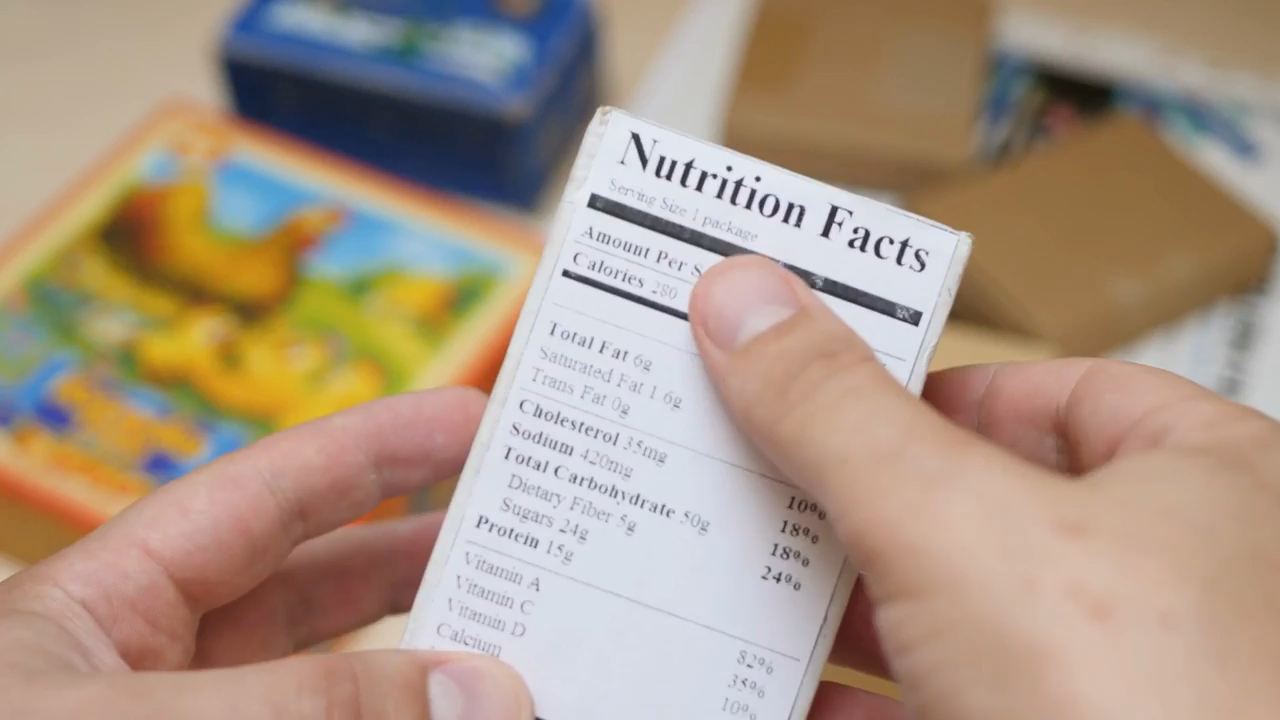 Nutrition Facts
Serving Size 1 package
Amount Per S
Calories 280
Total Fat 6g
Saturated Fat 1 6g
Trans Fat 0g
Cholesterol 35mg 10%
Sodium 420mg 18%
Total Carbohydrate 50g 18%
Dietary Fiber 5g 24%
Sugars 24g
Protein 15g
Vitamin A 82%
Vitamin C 35%
Vitamin D 10%
Calcium